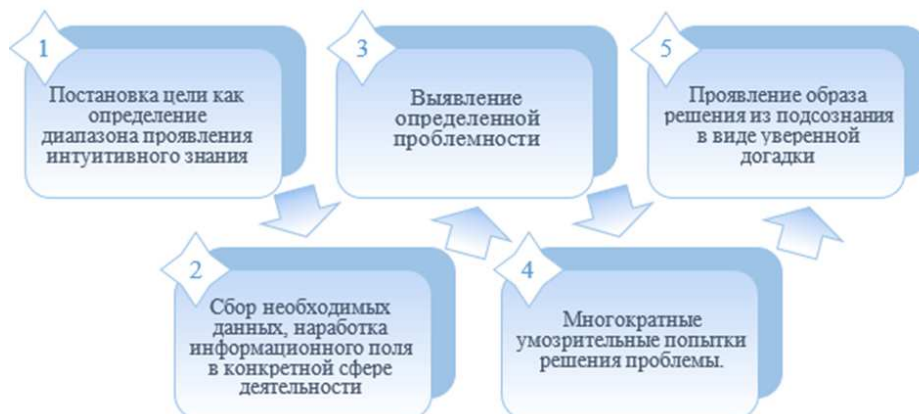 1
Постановка цели как
определение
диапазона проявления
интуитивного знания
2
Сбор необходимых
данных, наработка
информационного поля
в конкретной сфере
деятельности
3
Выявление
определенной
проблемности
4
Многократные
умозрительные попытки
решения проблемы.
5
Проявление образа
решения из подсознания
в виде уверенной
догадки